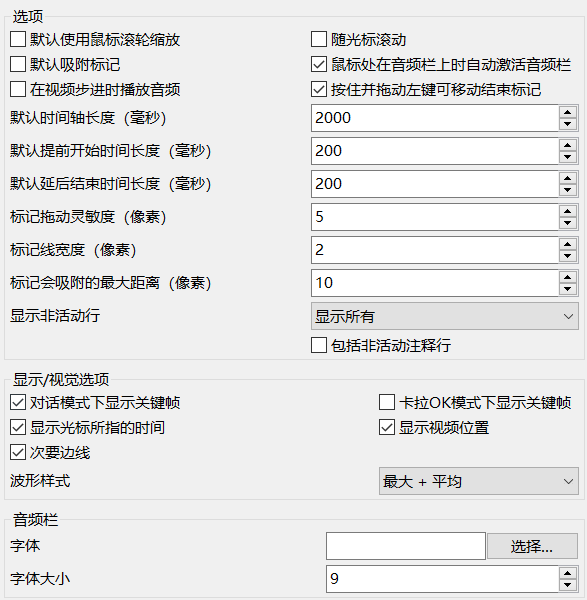 选项
默认使用鼠标滚轮缩放 随光标滚动
默认吸附标记 鼠标处在音频栏上时自动激活音频栏
在视频步进时播放音频 按住并拖动左键可移动结束标记
默认时间轴长度（毫秒） 2000
默认提前开始时间长度（毫秒） 200
默认延后结束时间长度（毫秒） 200
标记拖动灵敏度（像素） 5
标记线宽度（像素） 2
标记会吸附的最大距离（像素） 10
显示非活动行 显示所有
包括非活动注释行
显示/视觉选项
对话模式下显示关键帧 卡拉OK模式下显示关键帧
显示光标所指的时间 显示视频位置
次要边线
波形样式 最大 + 平均
音频栏
字体 选择...
字体大小 9